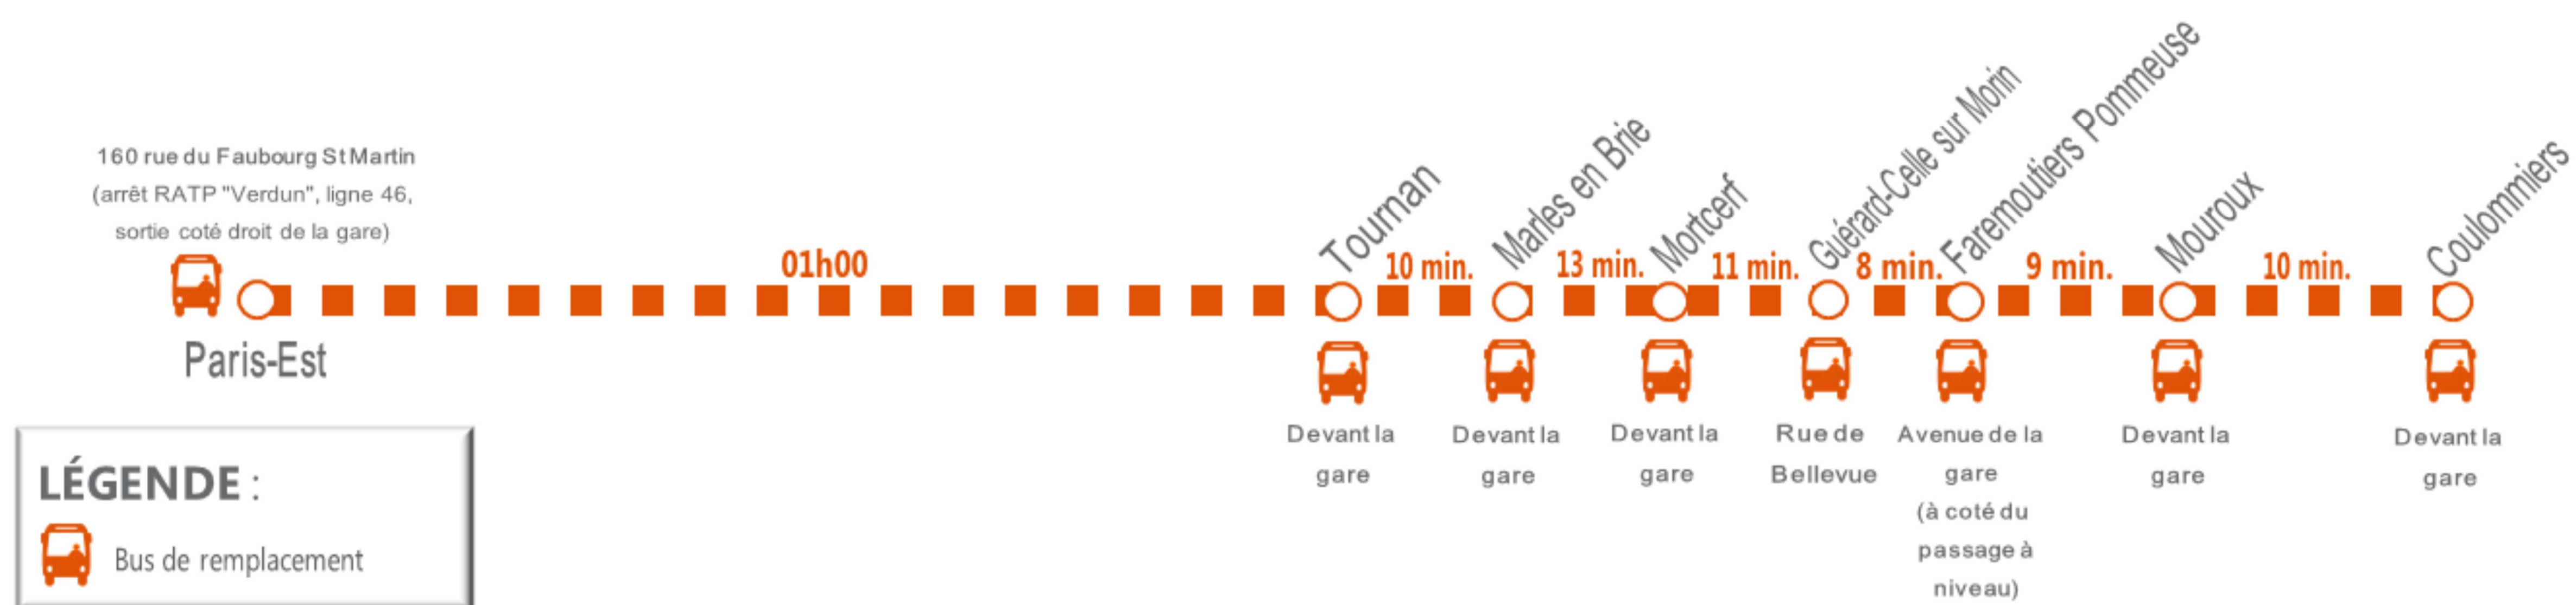 160 rue du Faubourg St Martin
(arrêt RATP "Verdun", ligne 46,
sortie coté droit de la gare)
Paris-Est
01h00
Tournan
10 min.
Marles en Brie
13 min.
Mortcerf
11 min.
Guérard-Celle sur Morin
8 min.
Faremoutiers Pommeuse
9 min.
Mouroux
10 min.
Coulommiers
Devant la
gare
Devant la
gare
Devant la
gare
Rue de
Bellevue
Avenue de la
gare
(à coté du
passage à
niveau)
Devant la
gare
Devant la
gare
LÉGENDE :
Bus de remplacement